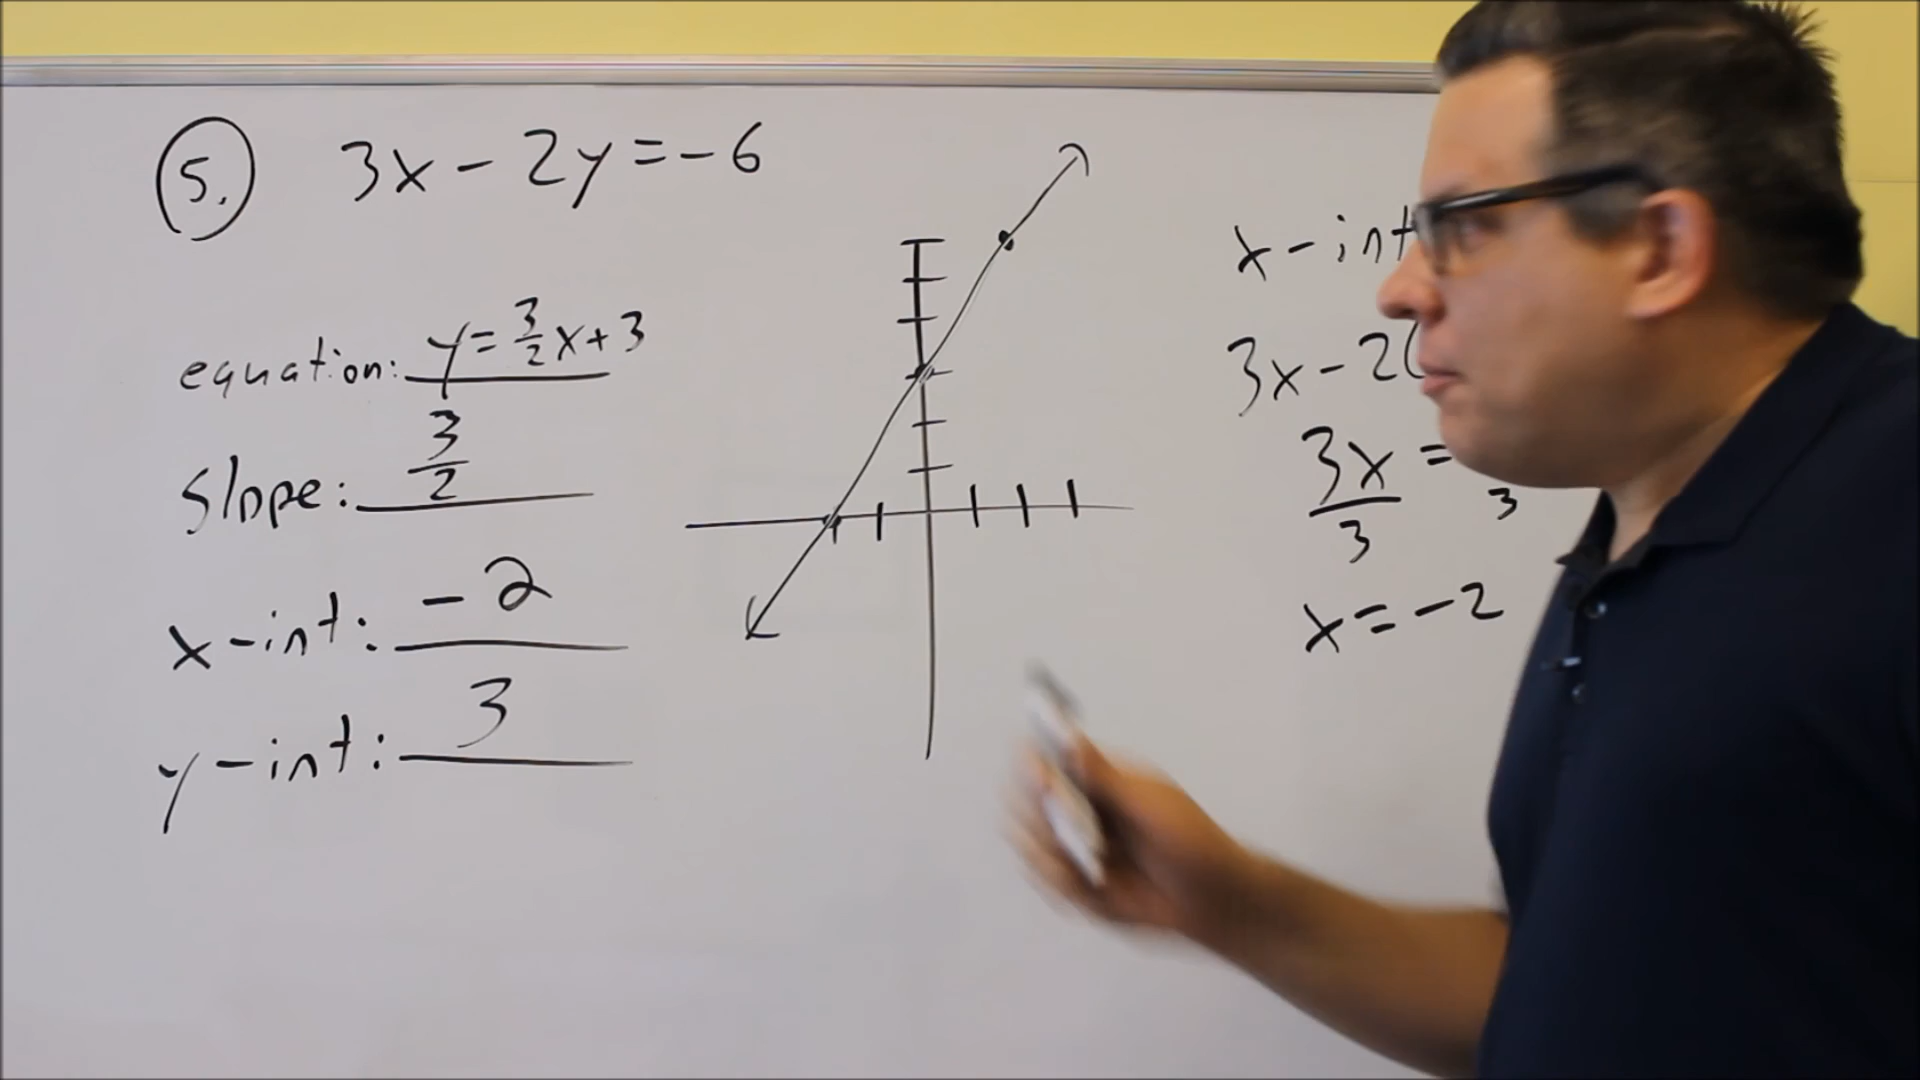 5. 3x - 2y = -6
equation: y = 3/2 x + 3
slope: 3/2
x-int: -2
y-int: 3
x-int
3x - 2(
3x =
3 3
x = -2